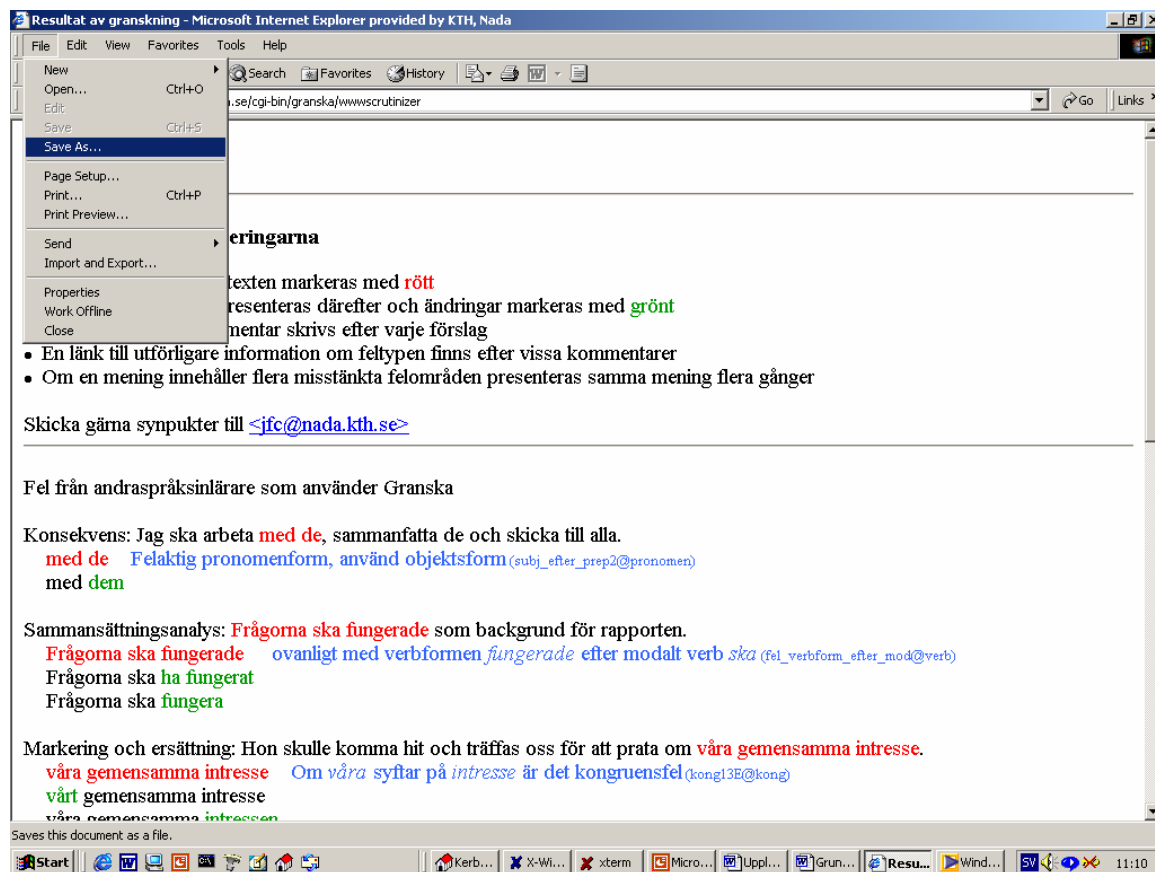 Resultat av granskning - Microsoft Internet Explorer provided by KTH, Nada
File Edit View Favorites Tools Help
New
Open... Ctrl+O
Edit
Save Ctrl+S
Save As...
Page Setup...
Print... Ctrl+P
Print Preview...
Send
Import and Export...
Properties
Work Offline
Close
Search Favorites History
.se/cgi-bin/granska/wwwscrutinizer Go Links
eringarna
texten markeras med rött
resenteras därefter och ändringar markeras med grönt
mentar skrivs efter varje förslag
• En länk till utförligare information om feltypen finns efter vissa kommentarer
• Om en mening innehåller flera misstänkta felområden presenteras samma mening flera gånger
Skicka gärna synpukter till <jfc@nada.kth.se>
Fel från andraspråksinlärare som använder Granska
Konsekvens: Jag ska arbeta med de, sammanfatta de och skicka till alla.
med de Felaktig pronomenform, använd objektsform (subj_efter_prep2@pronomen)
med dem
Sammansättningsanalys: Frågorna ska fungerade som backgrund för rapporten.
Frågorna ska fungerade ovanligt med verbformen fungerade efter modalt verb ska (fel_verbform_efter_mod@verb)
Frågorna ska ha fungerat
Frågorna ska fungera
Markering och ersättning: Hon skulle komma hit och träffas oss för att prata om våra gemensamma intresse.
våra gemensamma intresse Om våra syftar på intresse är det kongruensfel (kong13E@kong)
vårt gemensamma intresse
våra gemensamma intressen
Saves this document as a file.
Start Kerb... X-Wi... xterm Micro... Uppl... Grun... Resu... Wind... SV 11:10